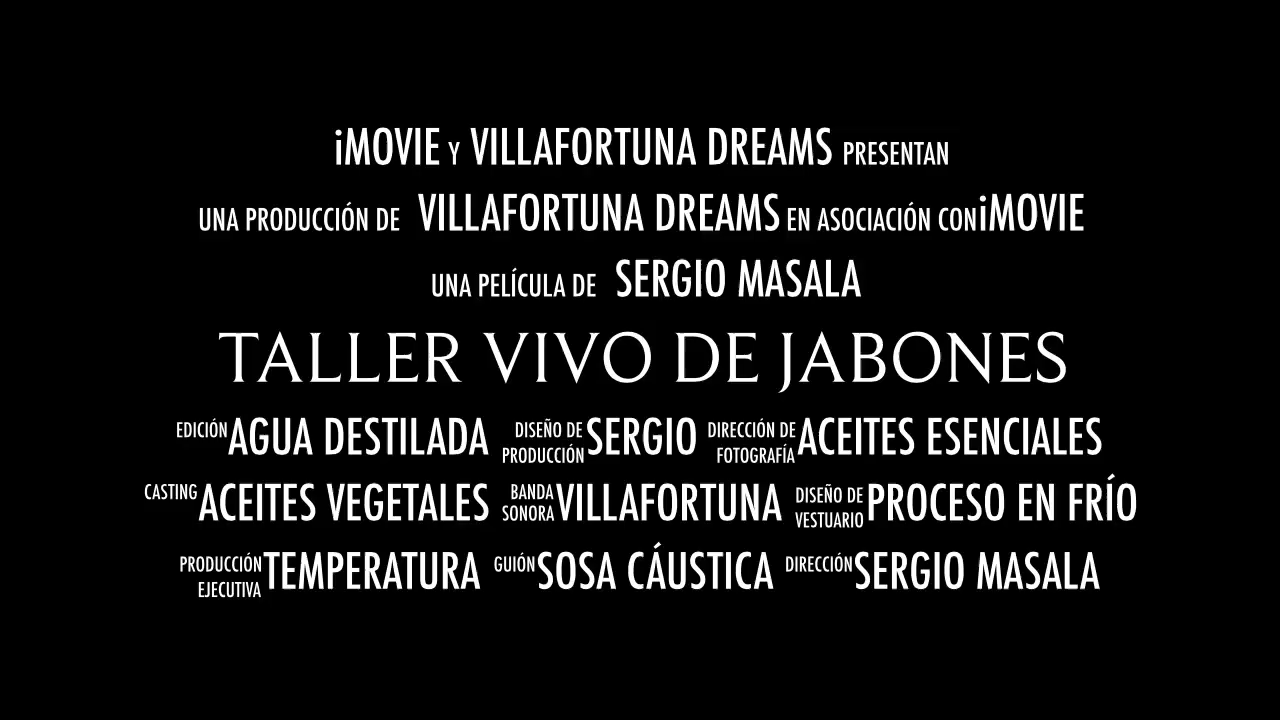 iMOVIE Y VILLAFORTUNA DREAMS PRESENTAN
UNA PRODUCCIÓN DE VILLAFORTUNA DREAMS EN ASOCIACIÓN CON iMOVIE
UNA PELÍCULA DE SERGIO MASALA
TALLER VIVO DE JABONES
EDICIÓN AGUA DESTILADA DISEÑO DE PRODUCCIÓN SERGIO DIRECCIÓN DE FOTOGRAFÍA ACEITES ESENCIALES
CASTING ACEITES VEGETALES BANDA SONORA VILLAFORTUNA DISEÑO DE VESTUARIO PROCESO EN FRÍO
PRODUCCIÓN EJECUTIVA TEMPERATURA GUIÓN SOSA CÁUSTICA DIRECCIÓN SERGIO MASALA